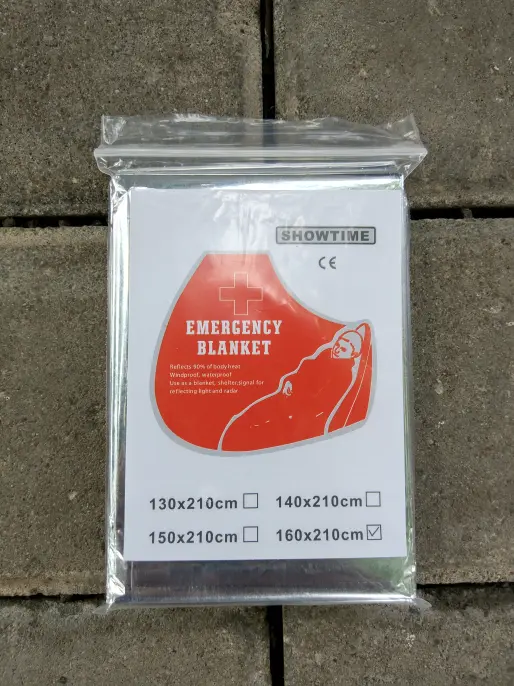 SHOWTIME
CE
EMERGENCY
BLANKET
Reflects 90% of body heat
Windproof, waterproof
Use as a blanket, shelter,signal for
reflecting light and radar
130x210cm ☐ 140x210cm ☐
150x210cm ☐ 160x210cm ☑